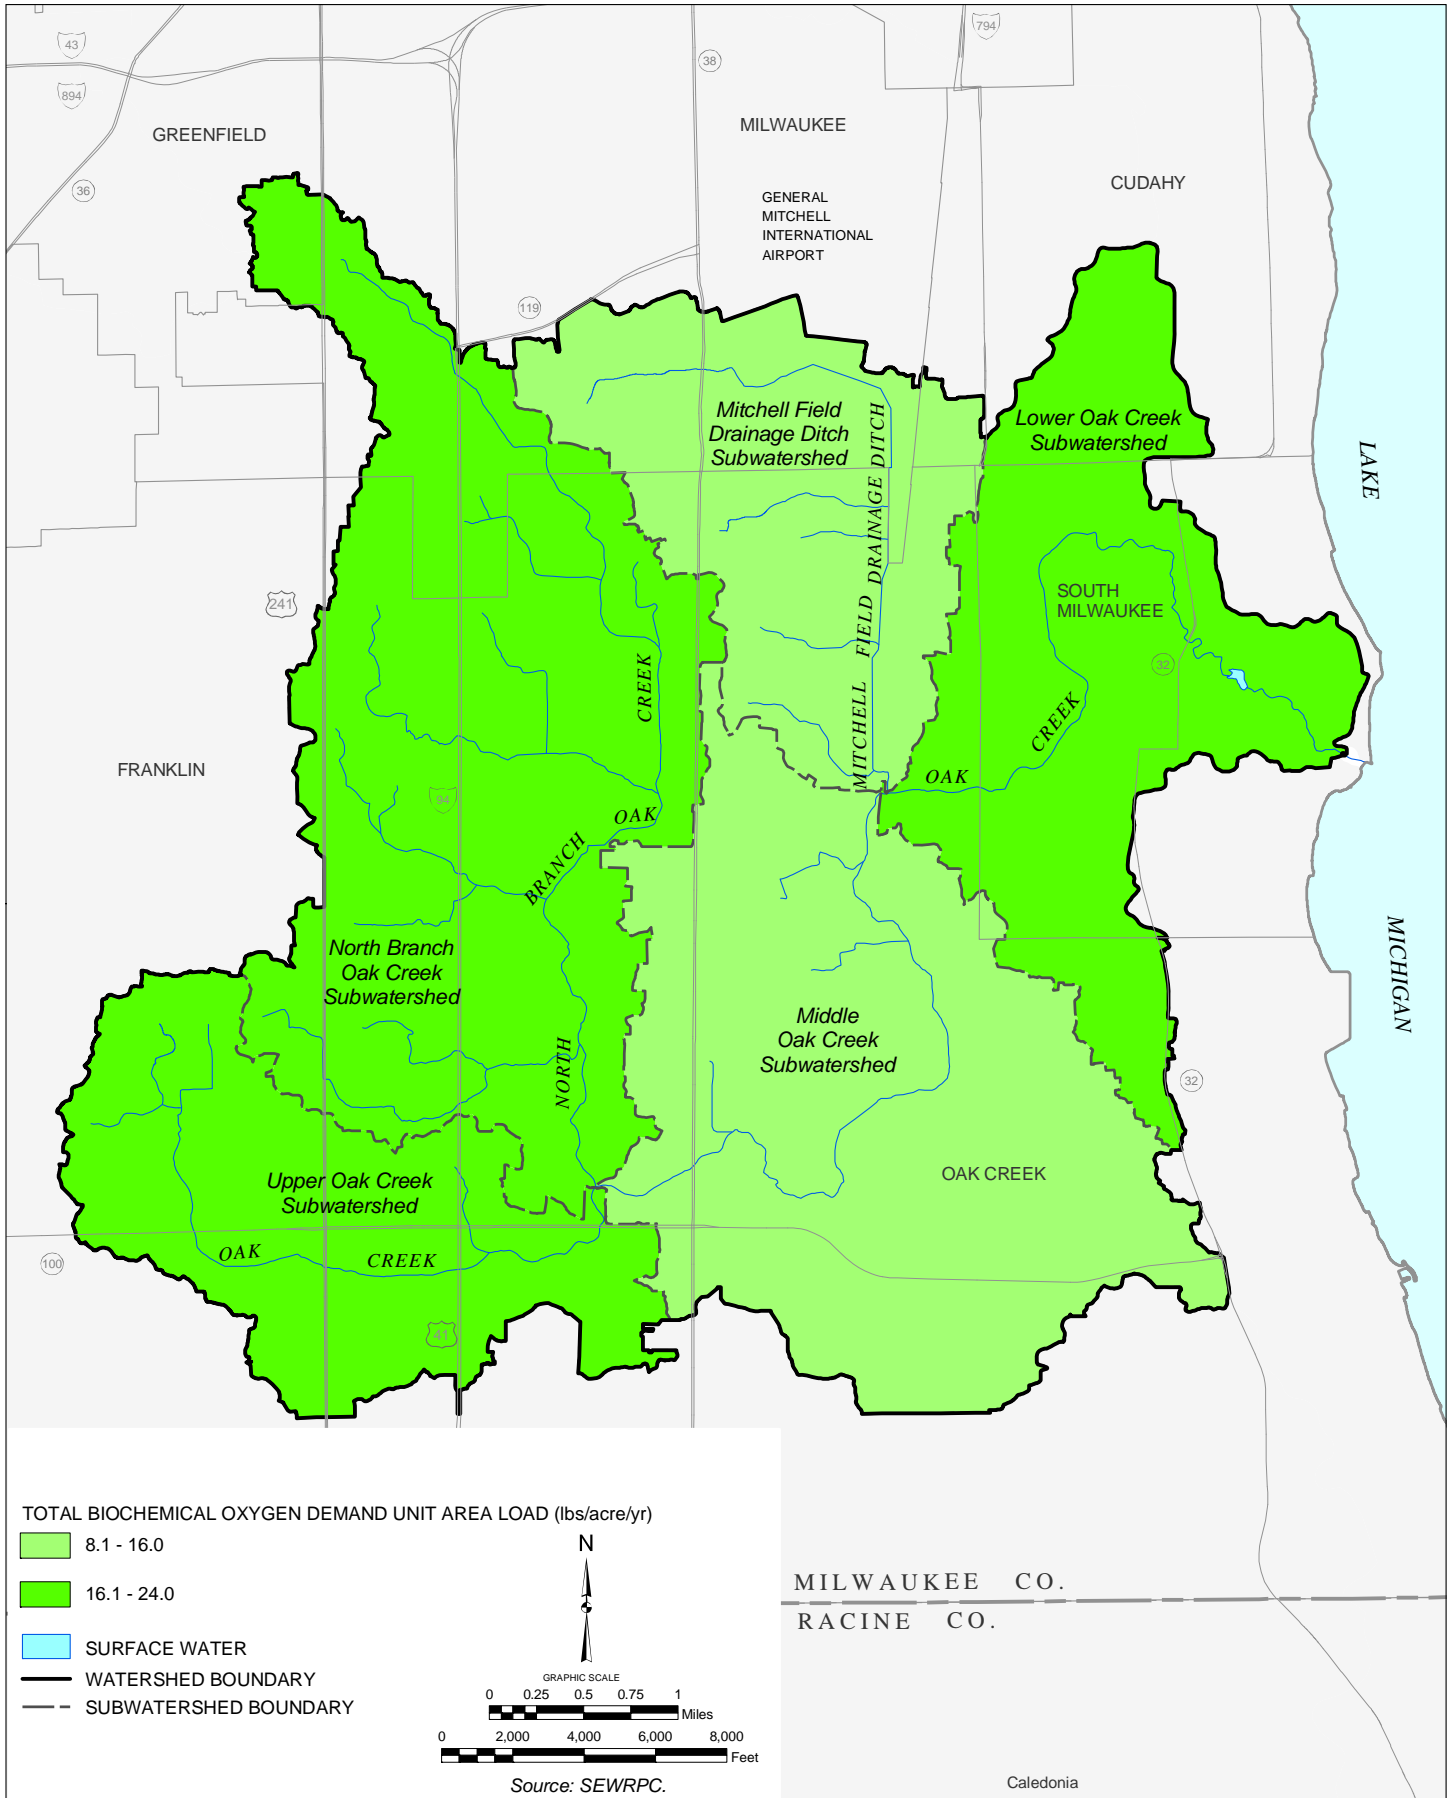 43
894
38
794
GREENFIELD
MILWAUKEE
CUDAHY
36
GENERAL
MITCHELL
INTERNATIONAL
AIRPORT
119
Mitchell Field
Drainage Ditch
Subwatershed
Lower Oak Creek
Subwatershed
LAKE
MICHIGAN
MITCHELL FIELD DRAINAGE DITCH
241
SOUTH
MILWAUKEE
32
CREEK
OAK
FRANKLIN
94
NORTH BRANCH OAK CREEK
North Branch
Oak Creek
Subwatershed
Middle
Oak Creek
Subwatershed
32
Upper Oak Creek
Subwatershed
OAK CREEK
OAK CREEK
100
41
TOTAL BIOCHEMICAL OXYGEN DEMAND UNIT AREA LOAD (lbs/acre/yr)
8.1 - 16.0
16.1 - 24.0
SURFACE WATER
WATERSHED BOUNDARY
SUBWATERSHED BOUNDARY
N
GRAPHIC SCALE
0 0.25 0.5 0.75 1
Miles
0 2,000 4,000 6,000 8,000
Feet
Source: SEWRPC.
MILWAUKEE CO.
RACINE CO.
Caledonia